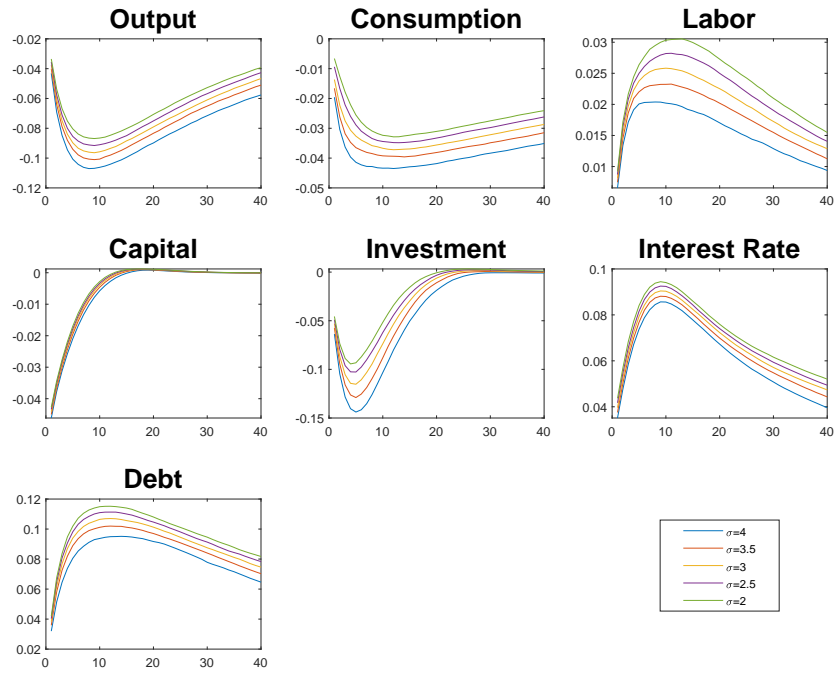 Output
-0.02
-0.04
-0.06
-0.08
-0.1
-0.12
0 10 20 30 40
Consumption
0
-0.01
-0.02
-0.03
-0.04
-0.05
0 10 20 30 40
Labor
0.03
0.025
0.02
0.015
0.01
0 10 20 30 40
Capital
0
-0.01
-0.02
-0.03
-0.04
0 10 20 30 40
Investment
0
-0.05
-0.1
-0.15
0 10 20 30 40
Interest Rate
0.1
0.08
0.06
0.04
0 10 20 30 40
Debt
0.12
0.1
0.08
0.06
0.04
0.02
0 10 20 30 40
σ=4
σ=3.5
σ=3
σ=2.5
σ=2